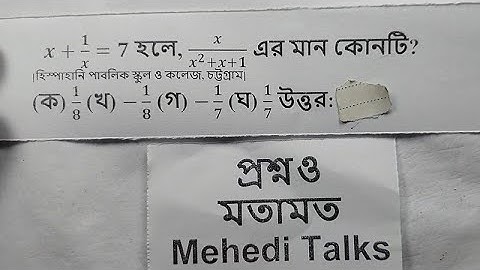 x + 1/x = 7 হলে, x/(x²+x+1) এর মান কোনটি?
[হিস্পাহানি পাবলিক স্কুল ও কলেজ, চট্টগ্রাম]
(ক) 1/8 (খ) − 1/8 (গ) − 1/7 (ঘ) 1/7 উত্তর:
প্রশ্ন ও
মতামত
Mehedi Talks